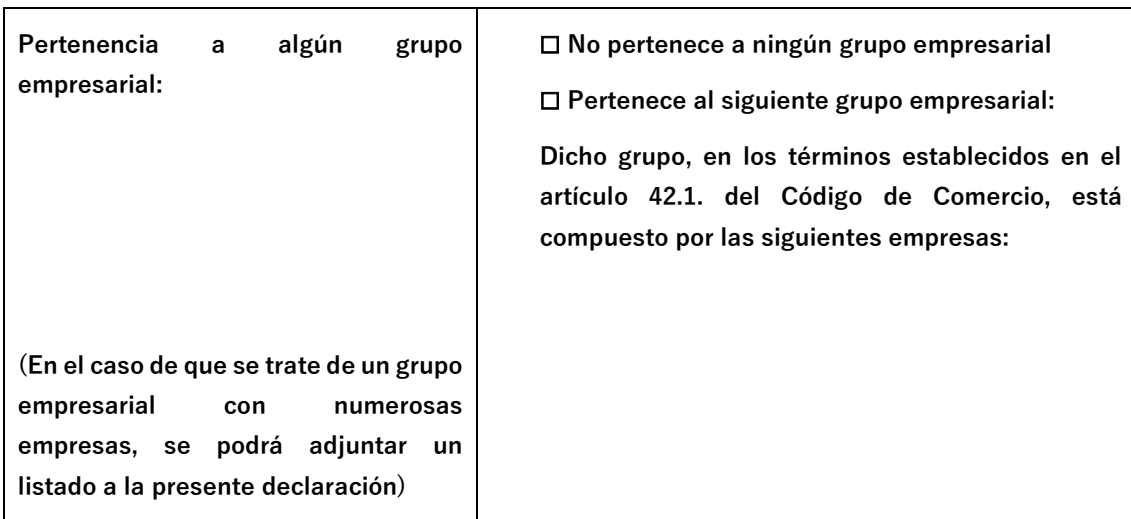 Pertenencia a algún grupo
empresarial:
(En el caso de que se trate de un grupo
empresarial con numerosas
empresas, se podrá adjuntar un
listado a la presente declaración)
☐ No pertenece a ningún grupo empresarial
☐ Pertenece al siguiente grupo empresarial:
Dicho grupo, en los términos establecidos en el
artículo 42.1. del Código de Comercio, está
compuesto por las siguientes empresas: